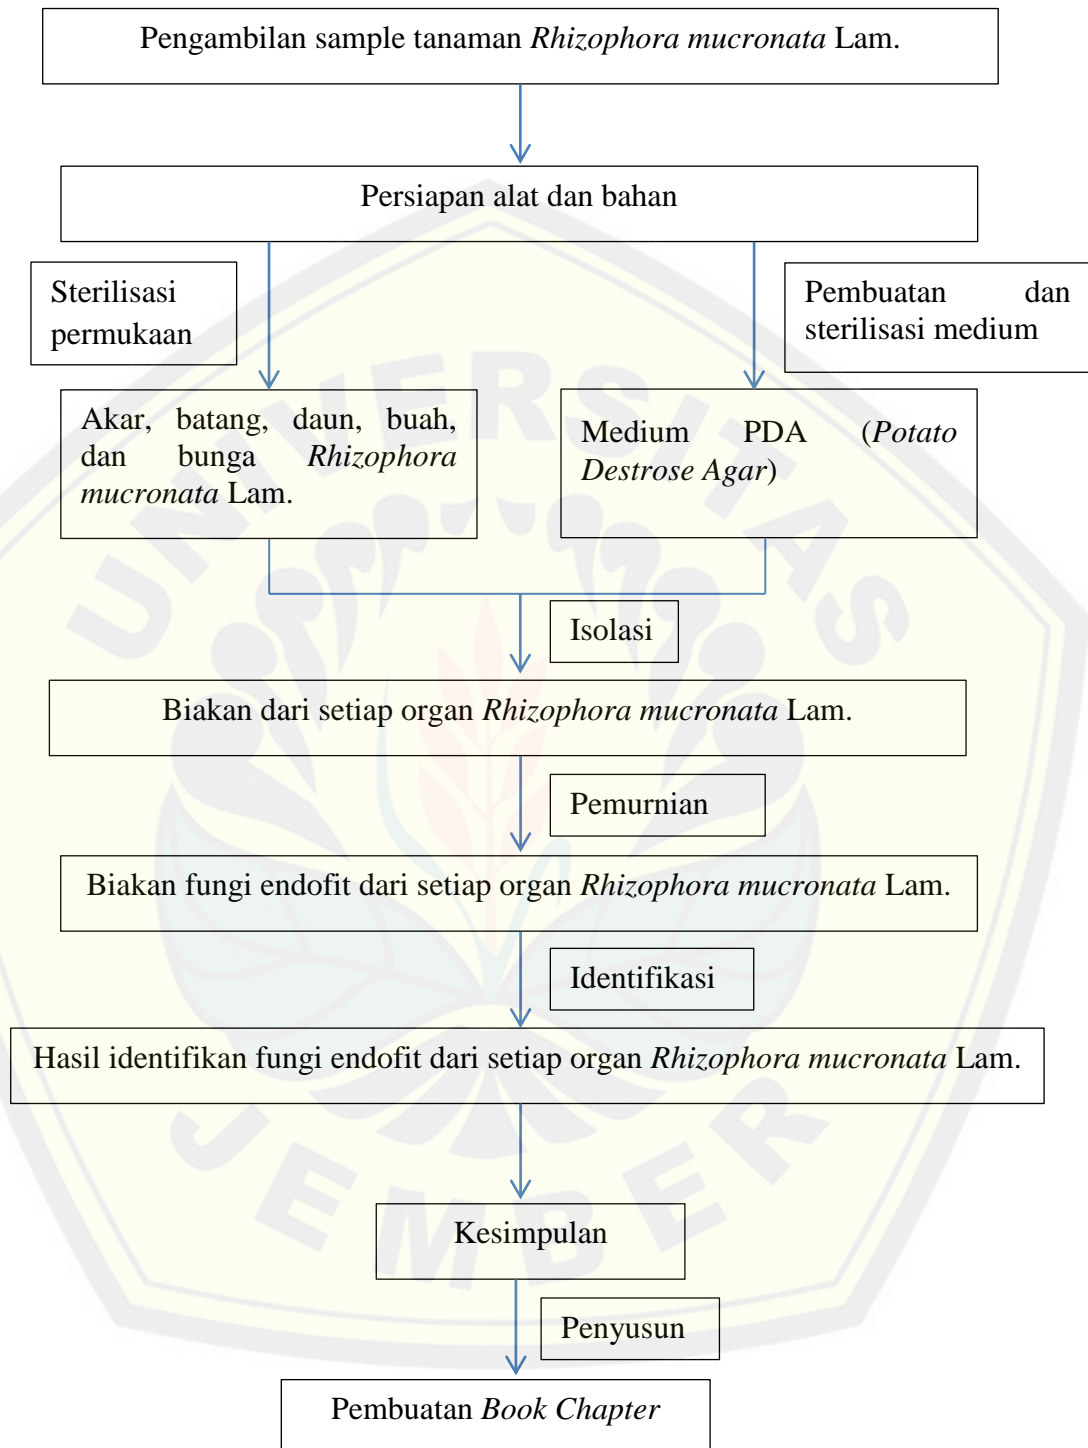 Pengambilan sample tanaman Rhizophora mucronata Lam.
Persiapan alat dan bahan
Sterilisasi
permukaan
Pembuatan dan
sterilisasi medium
Akar, batang, daun, buah,
dan bunga Rhizophora
mucronata Lam.
Medium PDA (Potato
Destrose Agar)
Isolasi
Biakan dari setiap organ Rhizophora mucronata Lam.
Pemurnian
Biakan fungi endofit dari setiap organ Rhizophora mucronata Lam.
Identifikasi
Hasil identifikan fungi endofit dari setiap organ Rhizophora mucronata Lam.
Kesimpulan
Penyusun
Pembuatan Book Chapter
UNIVERSITAS
JEMBER